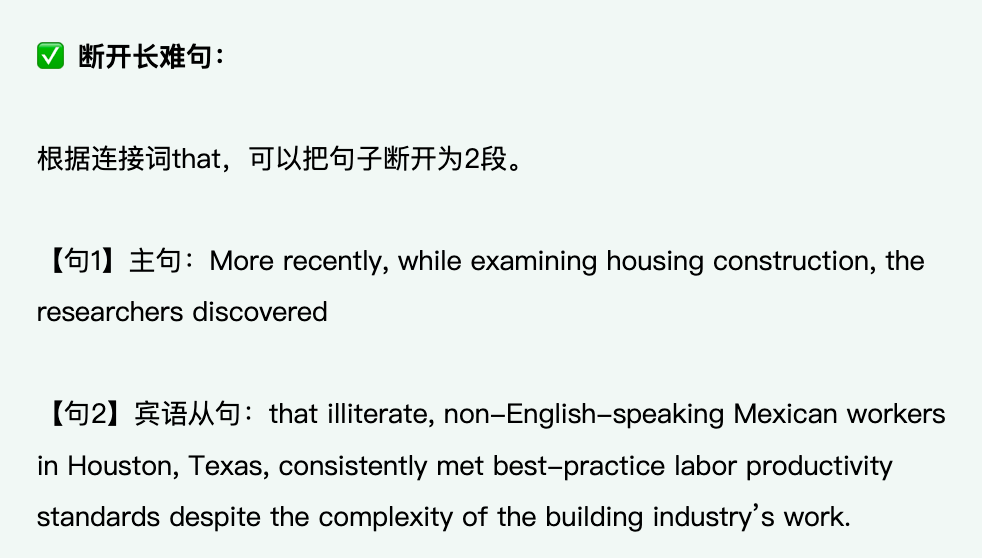 ✅ 断开长难句：
根据连接词that，可以把句子断开为2段。
【句1】主句：More recently, while examining housing construction, the
researchers discovered
【句2】宾语从句：that illiterate, non-English-speaking Mexican workers
in Houston, Texas, consistently met best-practice labor productivity
standards despite the complexity of the building industry’s work.